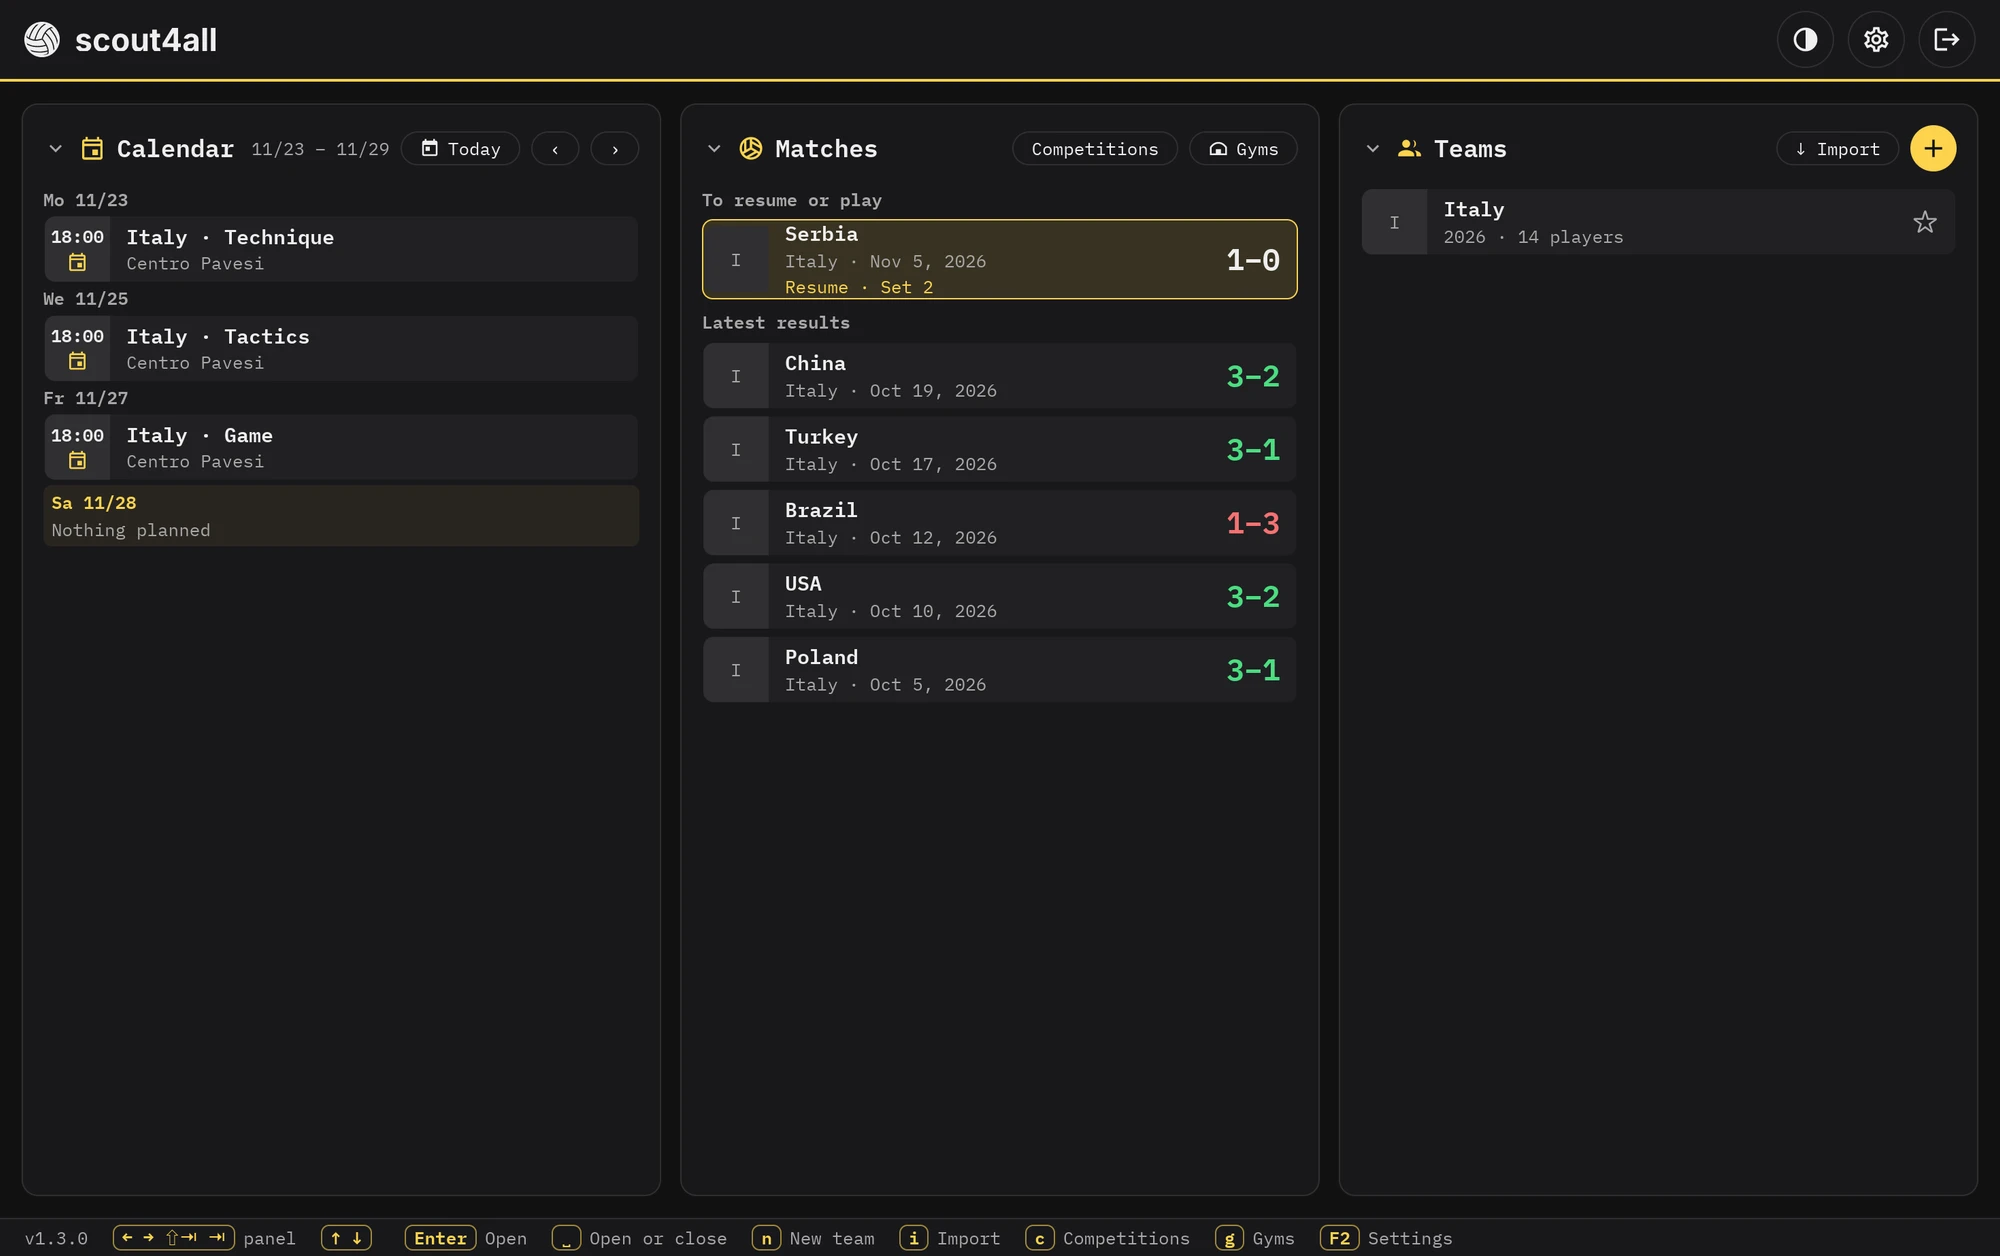 scout4all
Calendar 11/23 – 11/29 Today ‹ ›
Mo 11/23
18:00 Italy · Technique
Centro Pavesi
We 11/25
18:00 Italy · Tactics
Centro Pavesi
Fr 11/27
18:00 Italy · Game
Centro Pavesi
Sa 11/28
Nothing planned
Matches Competitions Gyms
To resume or play
I Serbia 1–0
Italy · Nov 5, 2026
Resume · Set 2
Latest results
I China 3–2
Italy · Oct 19, 2026
I Turkey 3–1
Italy · Oct 17, 2026
I Brazil 1–3
Italy · Oct 12, 2026
I USA 3–2
Italy · Oct 10, 2026
I Poland 3–1
Italy · Oct 5, 2026
Teams ↓ Import +
I Italy
2026 · 14 players
v1.3.0 ← → ⇧⇥ ⇥ panel ↑ ↓ Enter Open ⎵ Open or close n New team i Import c Competitions g Gyms F2 Settings